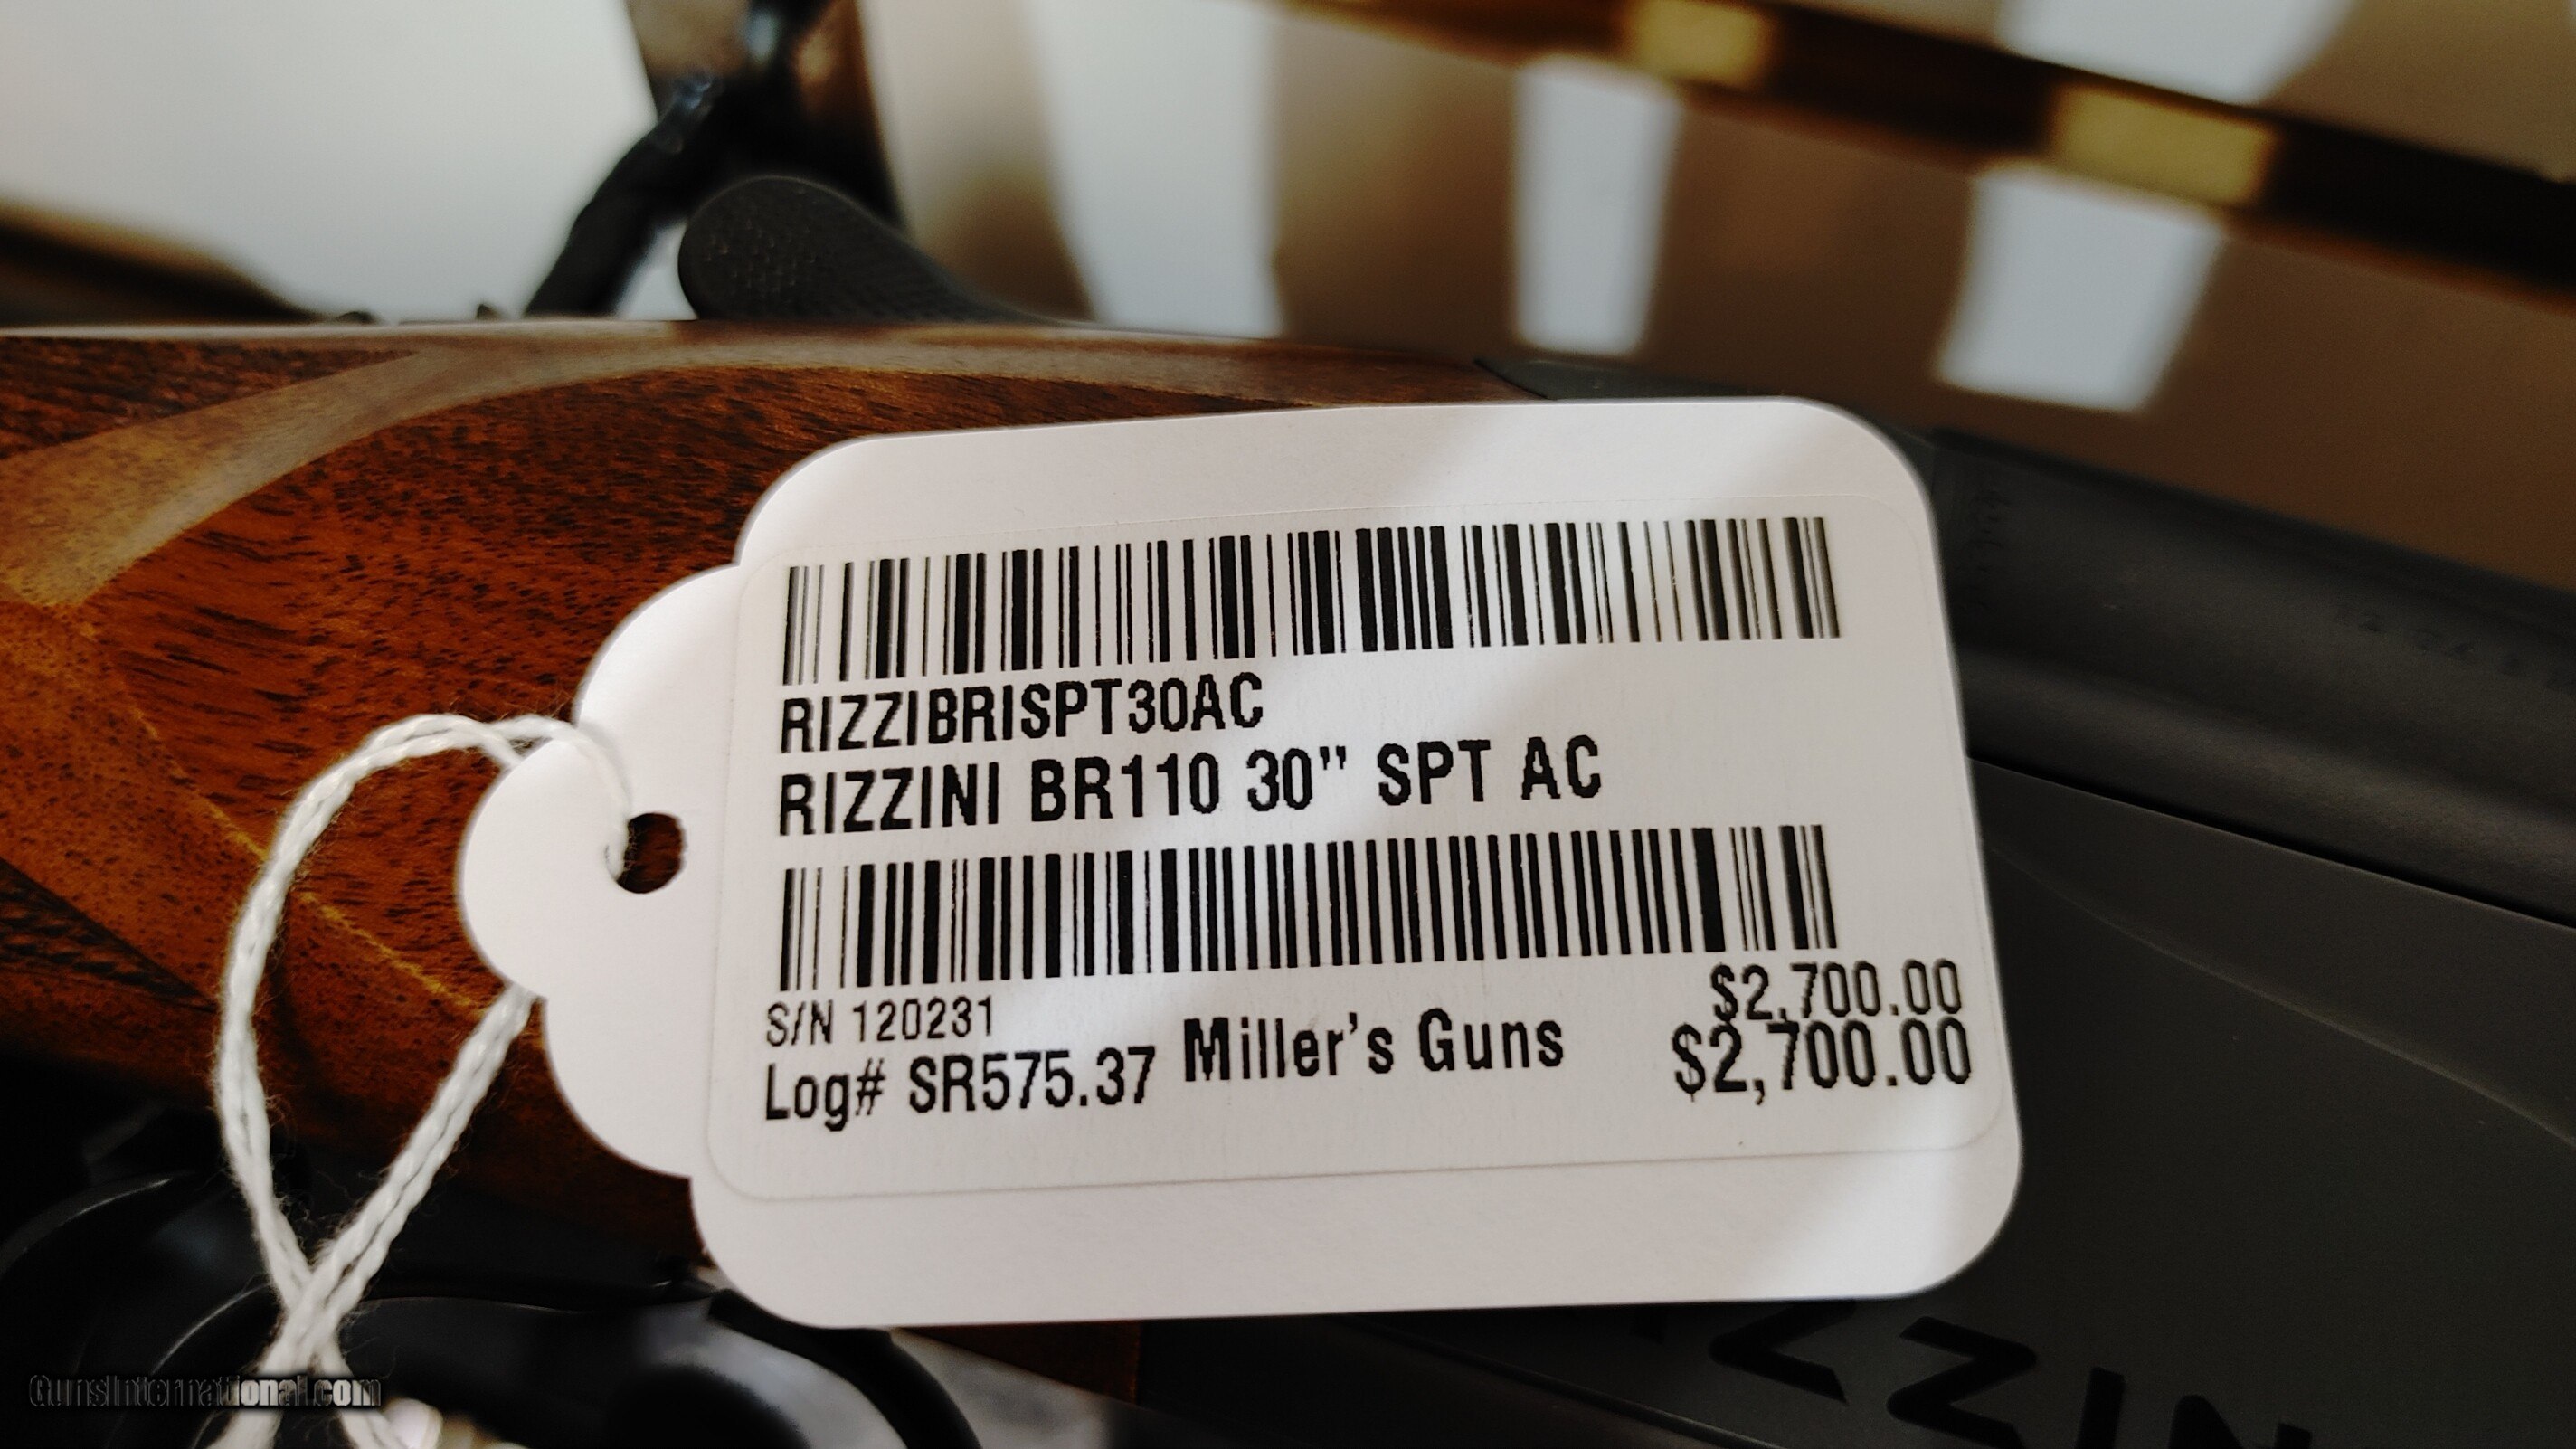 RIZZIBRISPT30AC
RIZZINI BR110 30" SPT AC
$2,700.00
S/N 120231
Miller's Guns
$2,700.00
Log# SR575.37
GunsInternational.com
ZZIN